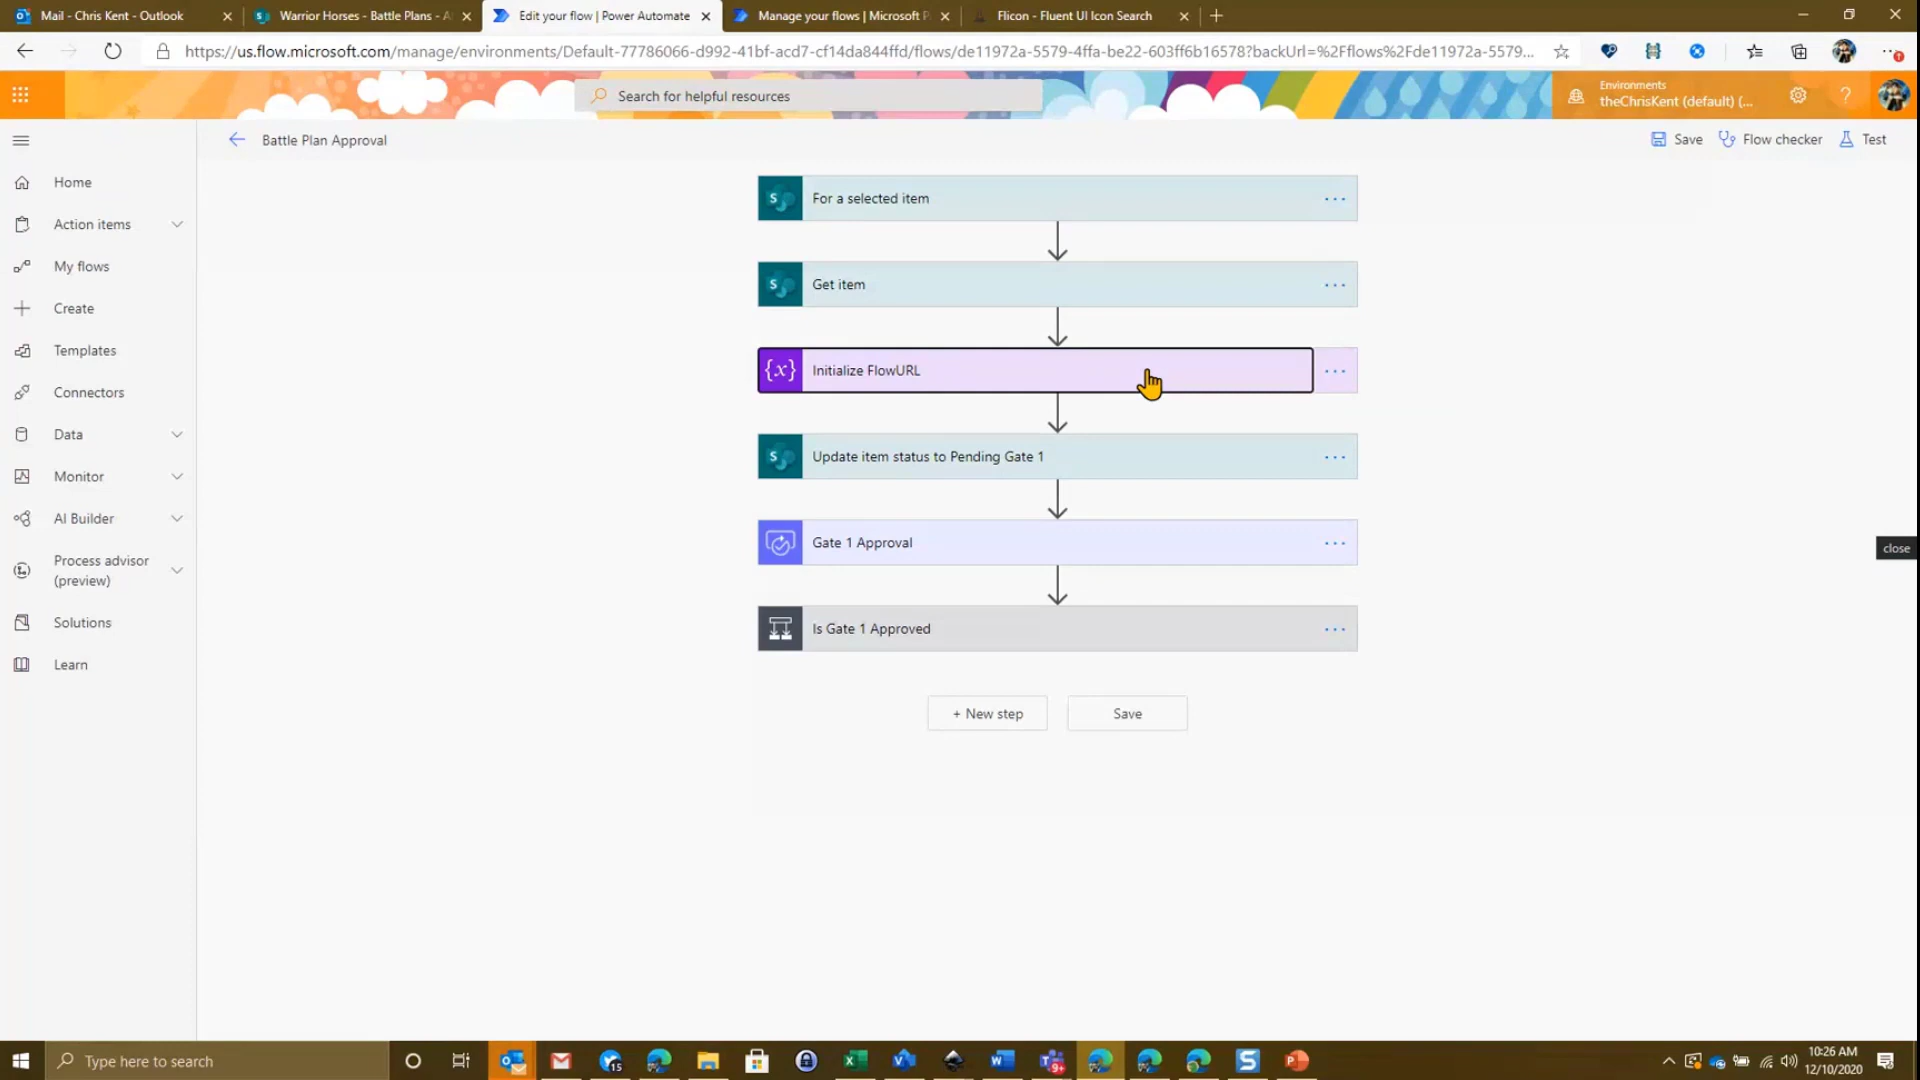 Mail - Chris Kent - Outlook
Warrior Horses - Battle Plans - A
Edit your flow | Power Automate
Manage your flows | Microsoft P
Flicon - Fluent UI Icon Search
https://us.flow.microsoft.com/manage/environments/Default-77786066-d992-41bf-acd7-cf14da844ffd/flows/de11972a-5579-4ffa-be22-603ff6b16578?backUrl=%2Fflows%2Fde11972a-5579...
Search for helpful resources
Environments
theChrisKent (default) (...
Battle Plan Approval
Save
Flow checker
Test
Home
Action items
My flows
Create
Templates
Connectors
Data
Monitor
AI Builder
Process advisor
(preview)
Solutions
Learn
For a selected item
Get item
{x} Initialize FlowURL
Update item status to Pending Gate 1
Gate 1 Approval
Is Gate 1 Approved
+ New step
Save
close
Type here to search
15
9+
10:26 AM
12/10/2020